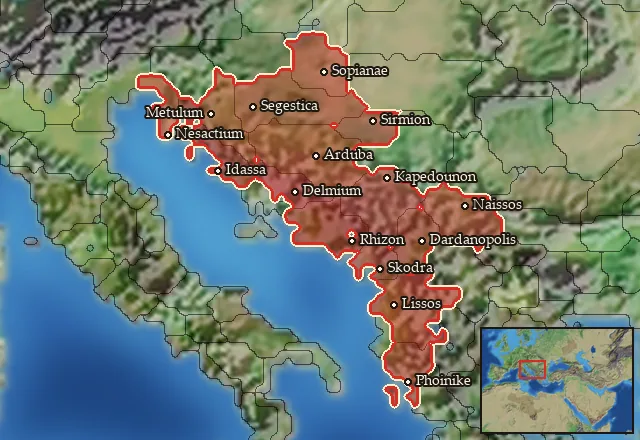 Sopianae
Segestica
Metulum
Sirmion
Nesactium
Arduba
Idassa
Kapedounon
Delmium
Naissos
Rhizon
Dardanopolis
Skodra
Lissos
Phoinike